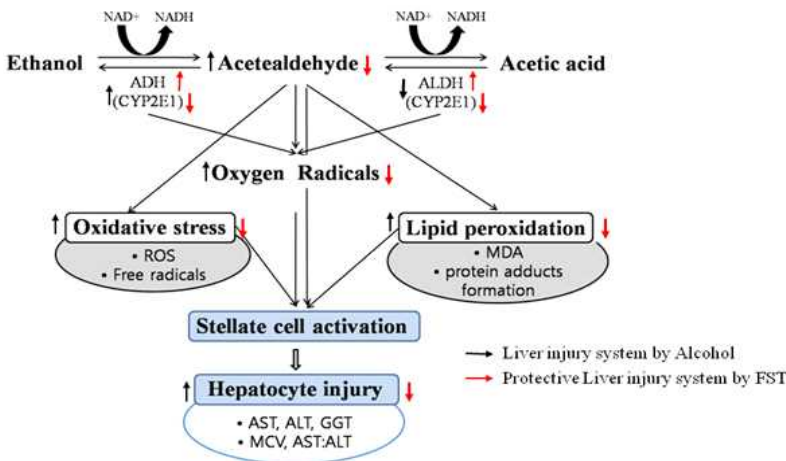 NAD+ NADH NAD+ NADH
Ethanol Acetealdehyde Acetic acid
ADH ALDH
(CYP2E1) (CYP2E1)
Oxygen Radicals
Oxidative stress Lipid peroxidation
• ROS
• Free radicals
• MDA
• protein adducts
formation
Stellate cell activation
Liver injury system by Alcohol
Protective Liver injury system by FST
Hepatocyte injury
• AST, ALT, GGT
• MCV, AST:ALT